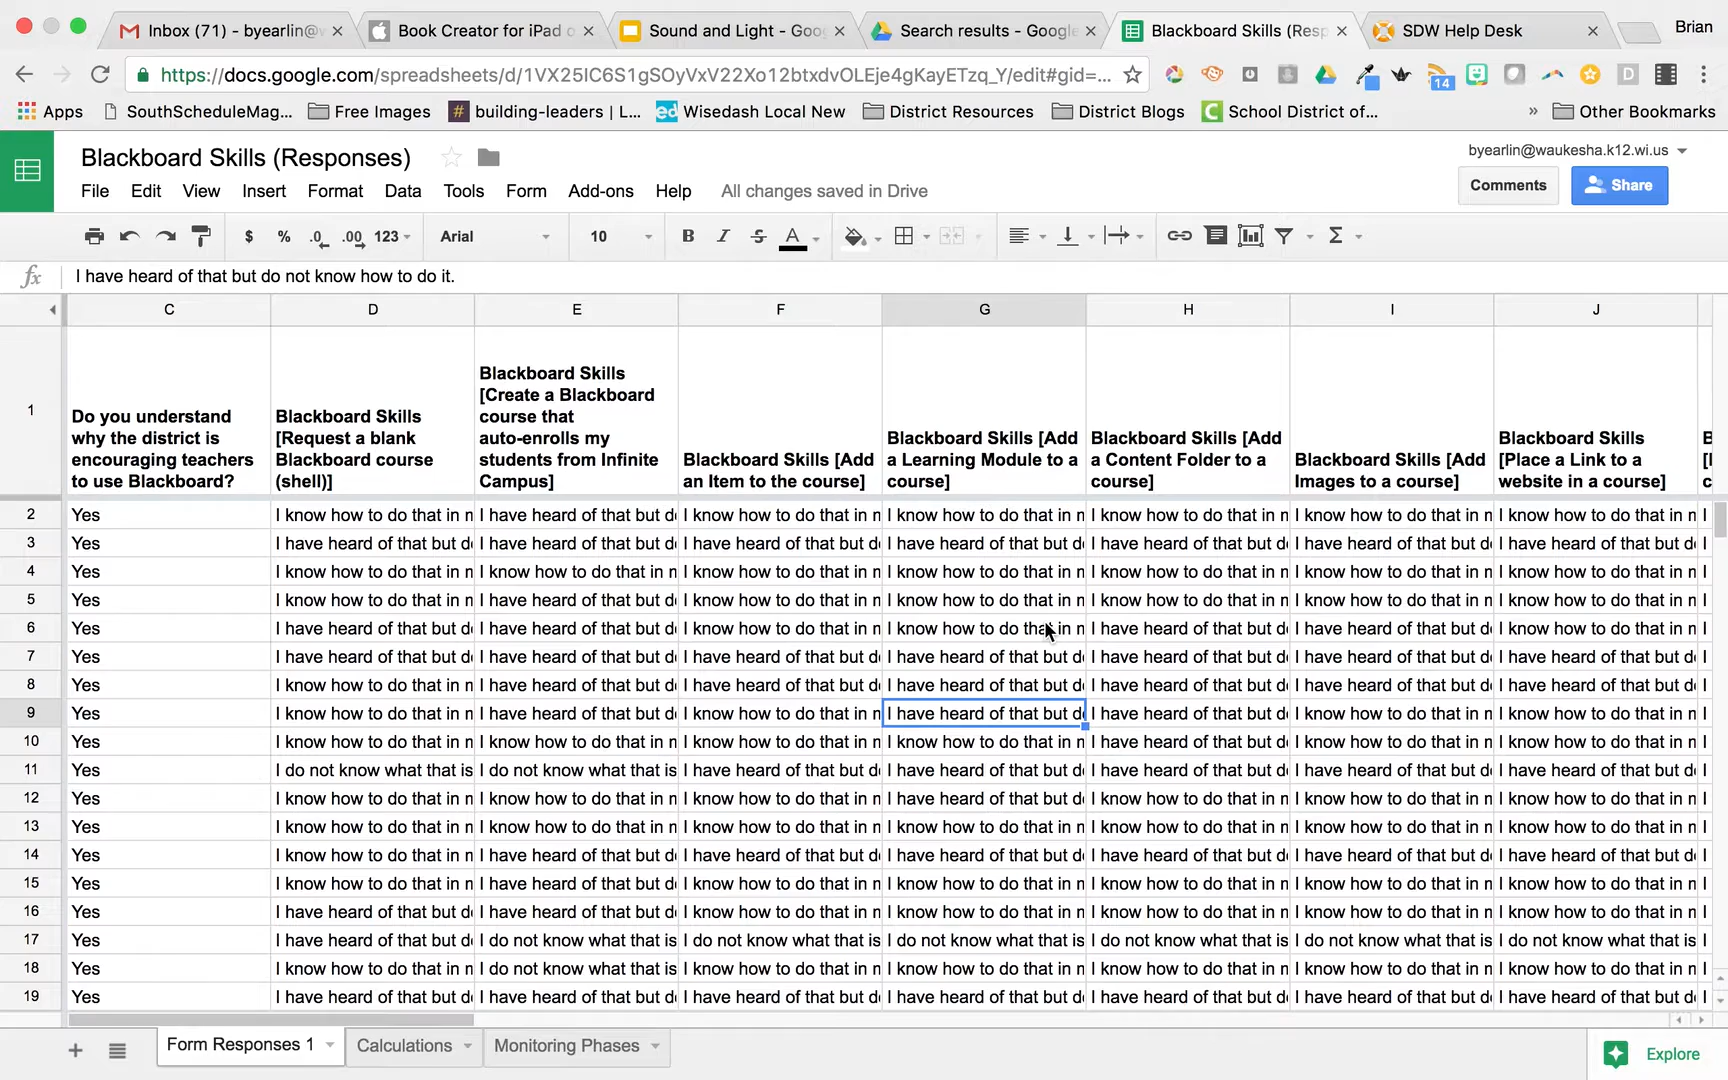 Inbox (71) - byearlin@ Book Creator for iPad o Sound and Light - Goo Search results - Google Blackboard Skills (Resp SDW Help Desk Brian
https://docs.google.com/spreadsheets/d/1VX25IC6S1gSOyVxV22Xo12btxdvOLEje4gKayETzq_Y/edit#gid=... 14
Apps SouthScheduleMag... Free Images building-leaders | L... Wisedash Local New District Resources District Blogs School District of... » Other Bookmarks
Blackboard Skills (Responses) byearlin@waukesha.k12.wi.us
File Edit View Insert Format Data Tools Form Add-ons Help All changes saved in Drive Comments Share
$ % .0 .00 123 Arial 10 B I S A Σ
fx I have heard of that but do not know how to do it.
C D E F G H I J
1
Do you understand
why the district is
encouraging teachers
to use Blackboard?
Blackboard Skills
[Request a blank
Blackboard course
(shell)]
Blackboard Skills
[Create a Blackboard
course that
auto-enrolls my
students from Infinite
Campus]
Blackboard Skills [Add
an Item to the course]
Blackboard Skills [Add
a Learning Module to a
course]
Blackboard Skills [Add
a Content Folder to a
course]
Blackboard Skills [Add
Images to a course]
Blackboard Skills
[Place a Link to a
website in a course]
2 Yes I know how to do that in I have heard of that but d I know how to do that in I know how to do that in I know how to do that in I know how to do that in I know how to do that in I
3 Yes I have heard of that but d I have heard of that but d I have heard of that but d I have heard of that but d I have heard of that but d I have heard of that but d I have heard of that but d I
4 Yes I know how to do that in I know how to do that in I know how to do that in I know how to do that in I know how to do that in I know how to do that in I know how to do that in I
5 Yes I know how to do that in I have heard of that but d I know how to do that in I know how to do that in I know how to do that in I know how to do that in I know how to do that in I
6 Yes I have heard of that but d I have heard of that but d I know how to do that in I know how to do that in I have heard of that but d I have heard of that but d I know how to do that in I
7 Yes I have heard of that but d I have heard of that but d I have heard of that but d I have heard of that but d I have heard of that but d I have heard of that but d I have heard of that but d I
8 Yes I know how to do that in I have heard of that but d I have heard of that but d I have heard of that but d I have heard of that but d I know how to do that in I know how to do that in I
9 Yes I know how to do that in I have heard of that but d I know how to do that in I have heard of that but d I have heard of that but d I know how to do that in I know how to do that in I
10 Yes I know how to do that in I know how to do that in I know how to do that in I know how to do that in I have heard of that but d I know how to do that in I know how to do that in I
11 Yes I do not know what that is I do not know what that is I have heard of that but d I have heard of that but d I have heard of that but d I have heard of that but d I have heard of that but d I
12 Yes I know how to do that in I know how to do that in I know how to do that in I have heard of that but d I know how to do that in I know how to do that in I know how to do that in I
13 Yes I know how to do that in I know how to do that in I know how to do that in I know how to do that in I know how to do that in I know how to do that in I know how to do that in I
14 Yes I know how to do that in I have heard of that but d I have heard of that but d I have heard of that but d I have heard of that but d I have heard of that but d I have heard of that but d I
15 Yes I know how to do that in I have heard of that but d I know how to do that in I know how to do that in I know how to do that in I know how to do that in I know how to do that in I
16 Yes I have heard of that but d I have heard of that but d I know how to do that in I know how to do that in I know how to do that in I know how to do that in I know how to do that in I
17 Yes I have heard of that but d I do not know what that is I do not know what that is I do not know what that is I do not know what that is I do not know what that is I do not know what that is I
18 Yes I know how to do that in I do not know what that is I know how to do that in I know how to do that in I know how to do that in I know how to do that in I know how to do that in I
19 Yes I have heard of that but d I have heard of that but d I have heard of that but d I have heard of that but d I have heard of that but d I have heard of that but d I have heard of that but d I
Form Responses 1 Calculations Monitoring Phases Explore